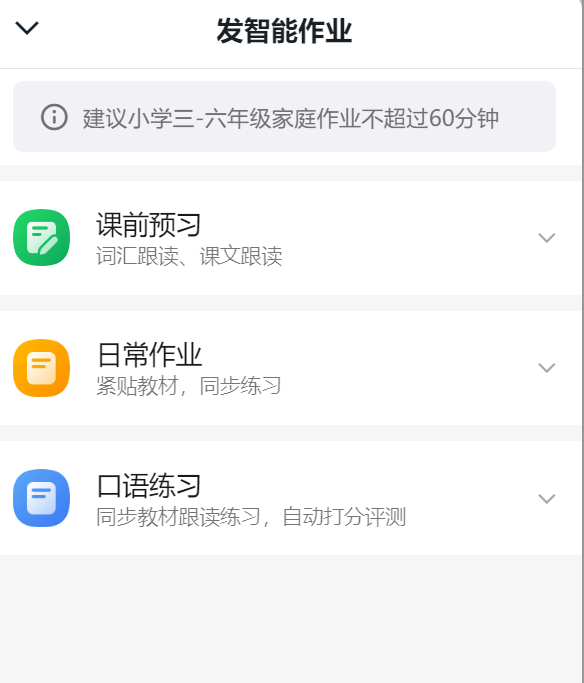 发智能作业
建议小学三-六年级家庭作业不超过60分钟
课前预习
词汇跟读、课文跟读
日常作业
紧贴教材，同步练习
口语练习
同步教材跟读练习，自动打分评测